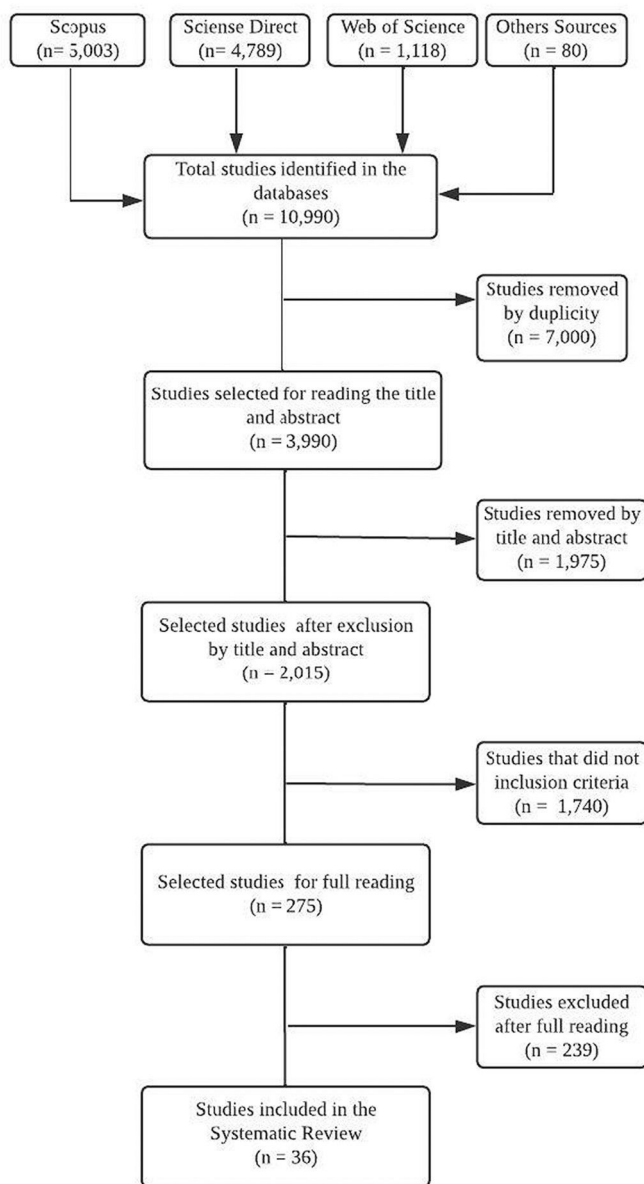 Scopus
(n= 5,003)
Sciense Direct
(n= 4,789)
Web of Science
(n = 1,118)
Others Sources
(n = 80)
Total studies identified in the
databases
(n = 10,990)
Studies removed
by duplicity
(n = 7,000)
Studies selected for reading the title
and abstract
(n = 3,990)
Studies removed by
title and abstract
(n = 1,975)
Selected studies after exclusion
by title and abstract
(n = 2,015)
Studies that did not
inclusion criteria
(n = 1,740)
Selected studies for full reading
(n = 275)
Studies excluded
after full reading
(n = 239)
Studies included in the
Systematic Review
(n = 36)